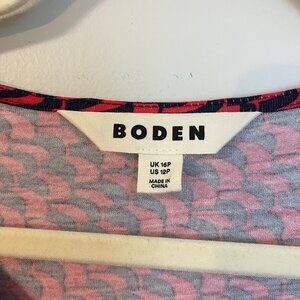 BODEN
UK 16P
US 12P
MADE IN
CHINA